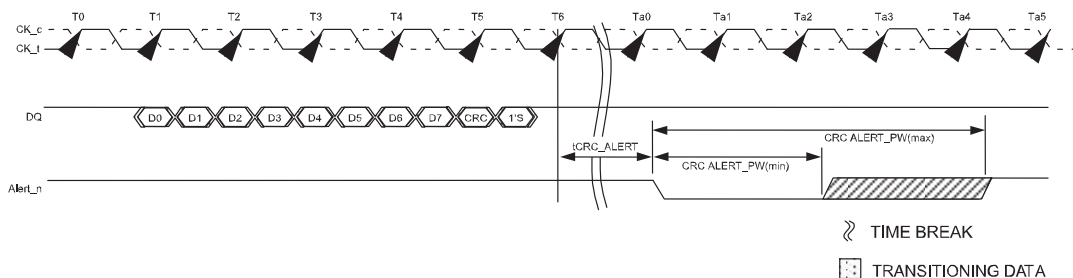 T0 T1 T2 T3 T4 T5 T6 Ta0 Ta1 Ta2 Ta3 Ta4 Ta5
CK_c
CK_t
DQ D0 D1 D2 D3 D4 D5 D6 D7 CRC 1'S
CRC ALERT_PW(max)
tCRC_ALERT
CRC ALERT_PW(min)
Alert_n
TIME BREAK
TRANSITIONING DATA